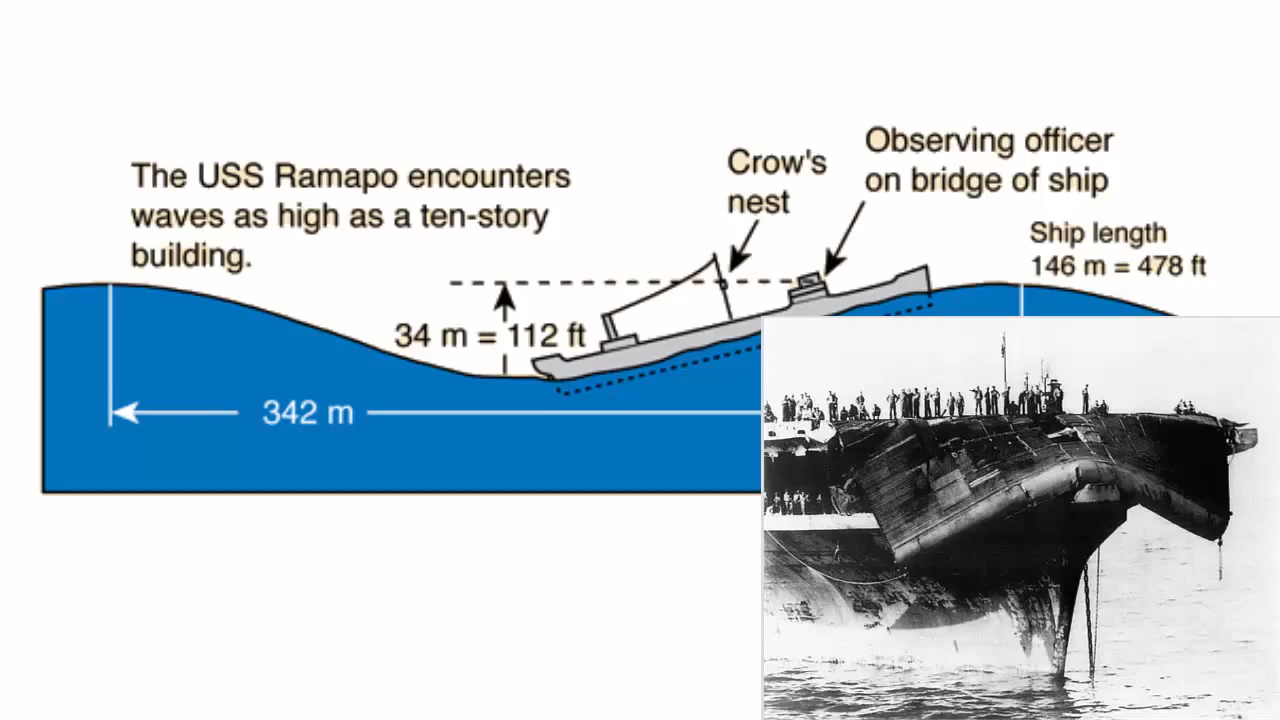 The USS Ramapo encounters
waves as high as a ten-story
building.
Crow's
nest
Observing officer
on bridge of ship
Ship length
146 m = 478 ft
34 m = 112 ft
342 m